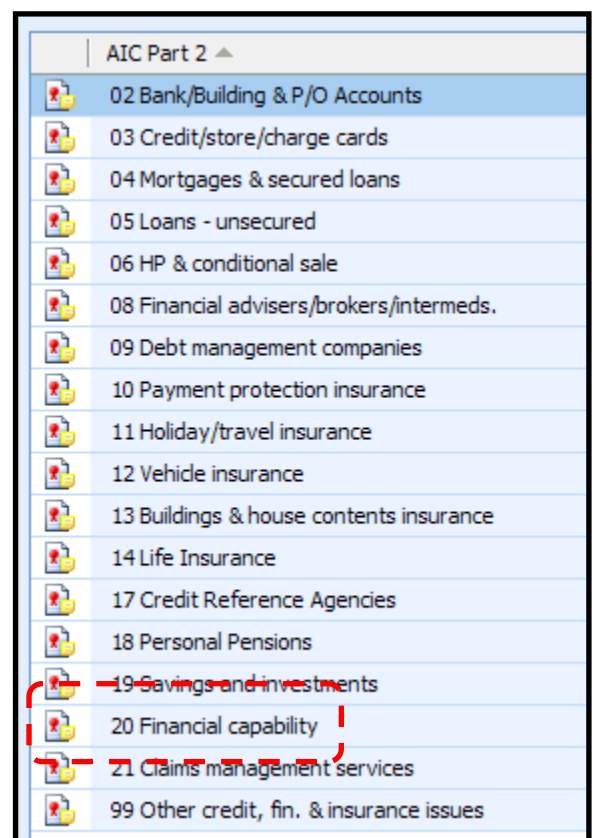 AIC Part 2
02 Bank/Building & P/O Accounts
03 Credit/store/charge cards
04 Mortgages & secured loans
05 Loans - unsecured
06 HP & conditional sale
08 Financial advisers/brokers/intermeds.
09 Debt management companies
10 Payment protection insurance
11 Holiday/travel insurance
12 Vehicle insurance
13 Buildings & house contents insurance
14 Life Insurance
17 Credit Reference Agencies
18 Personal Pensions
19 Savings and investments
20 Financial capability
21 Claims management services
99 Other credit, fin. & insurance issues